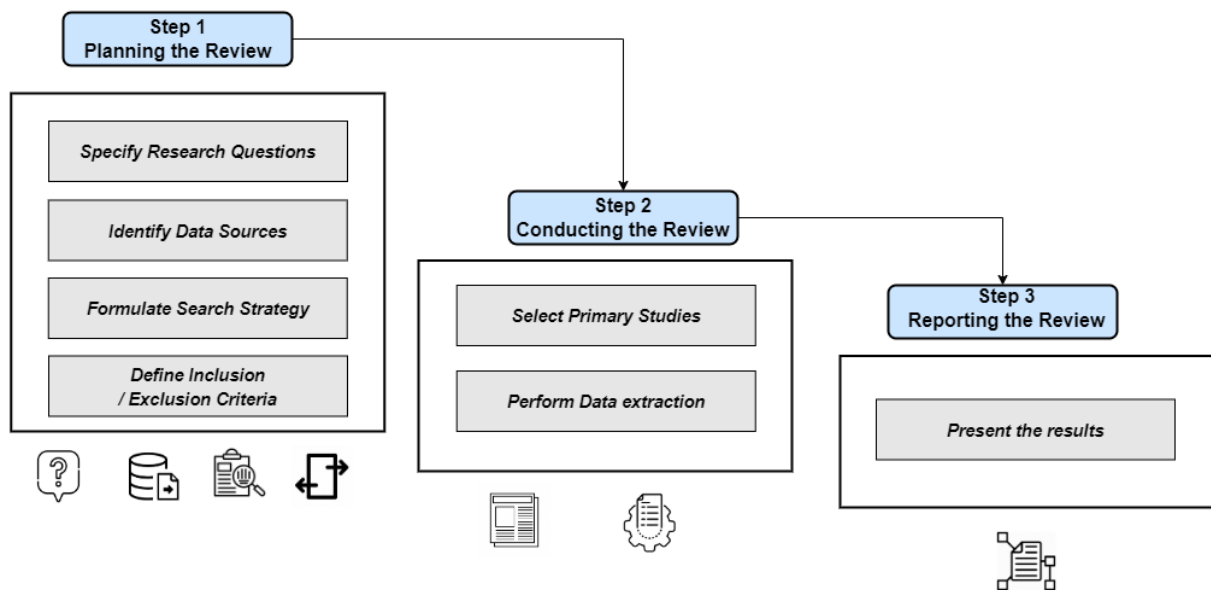 Step 1
Planning the Review
Specify Research Questions
Identify Data Sources
Formulate Search Strategy
Define Inclusion
/ Exclusion Criteria
Step 2
Conducting the Review
Select Primary Studies
Perform Data extraction
Step 3
Reporting the Review
Present the results